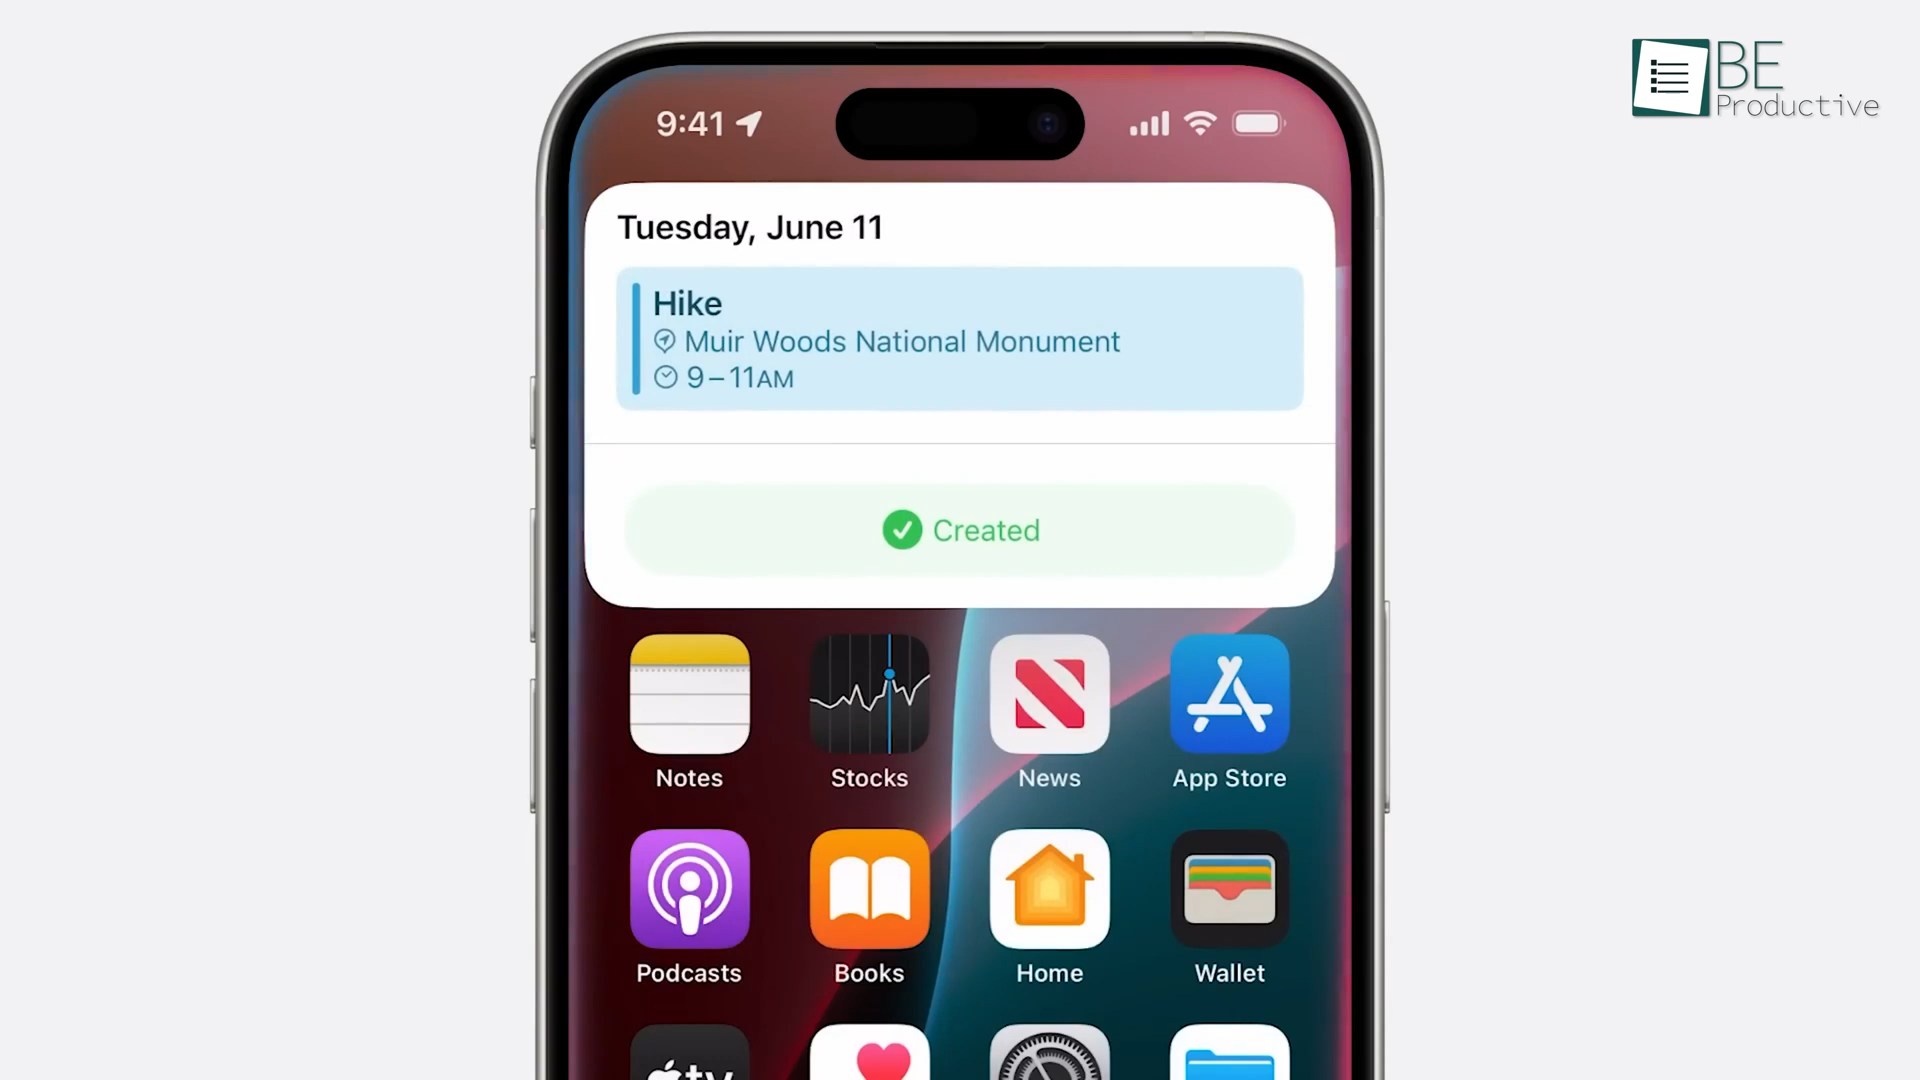 BE
Productive
9:41
Tuesday, June 11
Hike
Muir Woods National Monument
9 – 11AM
Created
Notes
Stocks
News
App Store
Podcasts
Books
Home
Wallet
tv